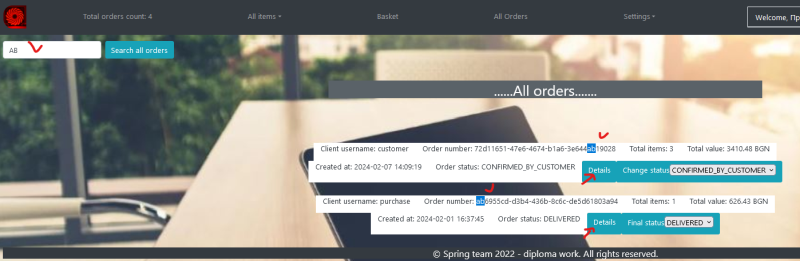 Total orders count: 4 All items Basket All Orders Settings Welcome, Пр
AB Search all orders
......All orders.......
Client username: customer Order number: 72d11651-47e6-4674-b1a6-3e644ab19028 Total items: 3 Total value: 3410.48 BGN
Created at: 2024-02-07 14:09:19 Order status: CONFIRMED_BY_CUSTOMER Details Change status CONFIRMED_BY_CUSTOMER
Client username: purchase Order number: ab6955cd-d3b4-436b-8c6c-de5d61803a94 Total items: 1 Total value: 626.43 BGN
Created at: 2024-02-01 16:37:45 Order status: DELIVERED Details Final status DELIVERED
© Spring team 2022 - diploma work. All rights reserved.